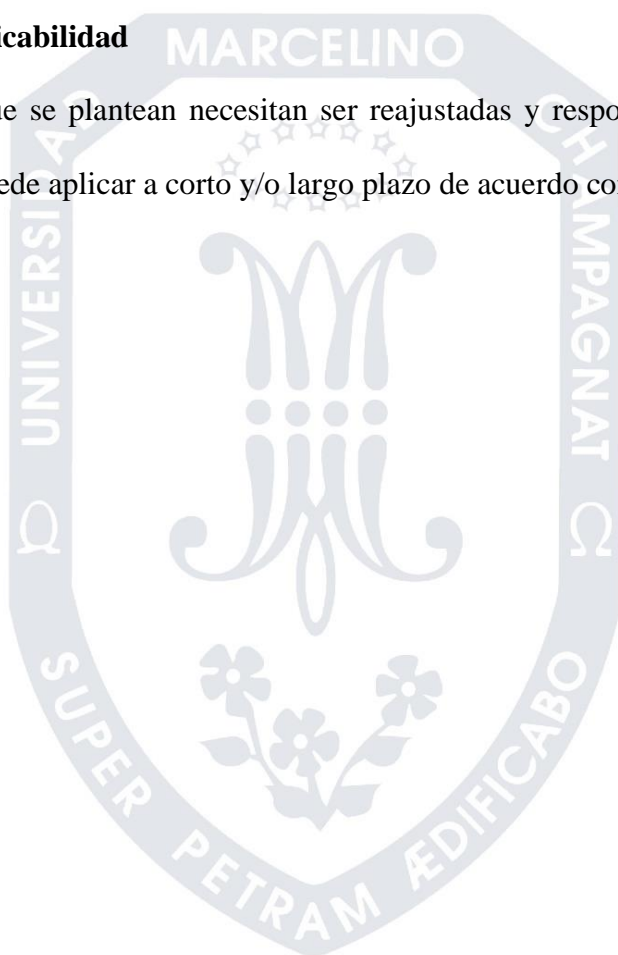 icabilidad
ue se plantean necesitan ser reajustadas y respo
ede aplicar a corto y/o largo plazo de acuerdo co
UNIVERSIDAD
MARCELINO
CHAMPAGNAT
SUPER PETRAM ÆDIFICABO
Ω
Ω